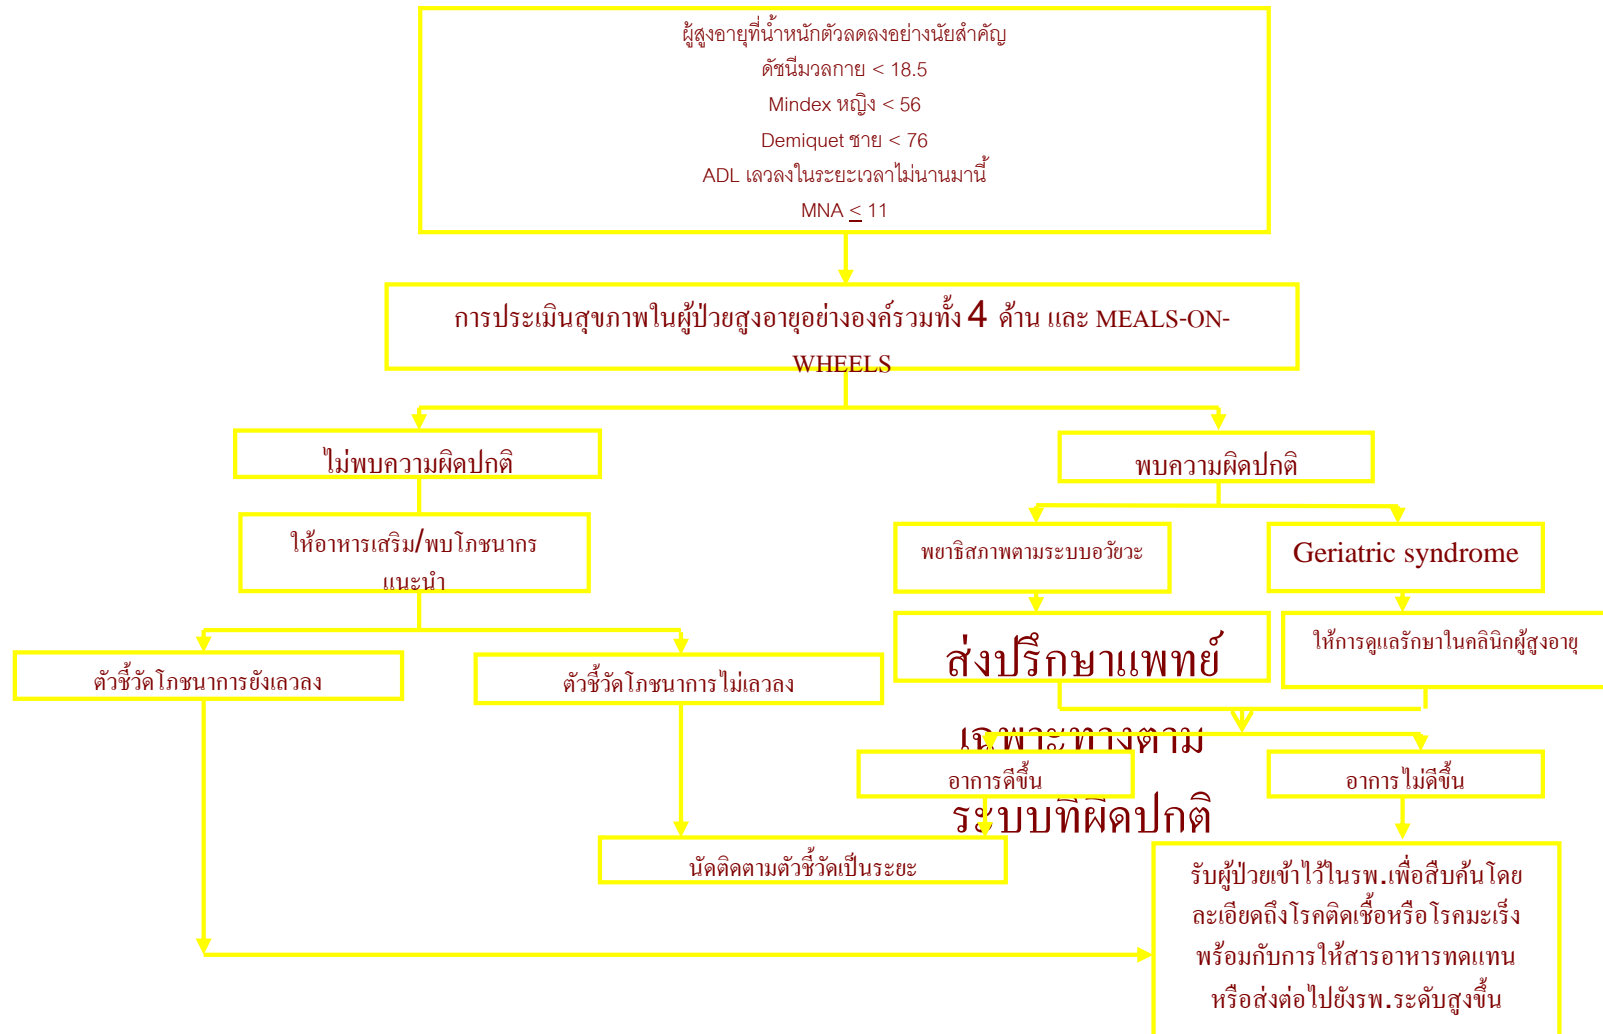 ผู้สูงอายุที่น้ำหนักตัวลดลงอย่างนัยสำคัญ
ดัชนีมวลกาย < 18.5
Mindex หญิง < 56
Demiquet ชาย < 76
ADL เลวลงในระยะเวลาไม่นานมานี้
MNA < 11
การประเมินสุขภาพในผู้ป่วยสูงอายุอย่างองค์รวมทั้ง 4 ด้าน และ MEALS-ON-
WHEELS
ไม่พบความผิดปกติ
พบความผิดปกติ
ให้อาหารเสริม/พบโภชนากร
แนะนำ
พยาธิสภาพตามระบบอวัยวะ
Geriatric syndrome
ตัวชี้วัดโภชนาการยังเลวลง
ตัวชี้วัดโภชนาการไม่เลวลง
ส่งปรึกษาแพทย์
เฉพาะทางตาม
ระบบที่ผิดปกติ
ให้การดูแลรักษาในคลินิกผู้สูงอายุ
อาการดีขึ้น
อาการไม่ดีขึ้น
นัดติดตามตัวชี้วัดเป็นระยะ
รับผู้ป่วยเข้าไว้ในรพ.เพื่อสืบค้นโดย
ละเอียดถึงโรคติดเชื้อหรือโรคมะเร็ง
พร้อมกับการให้สารอาหารทดแทน
หรือส่งต่อไปยังรพ.ระดับสูงขึ้น